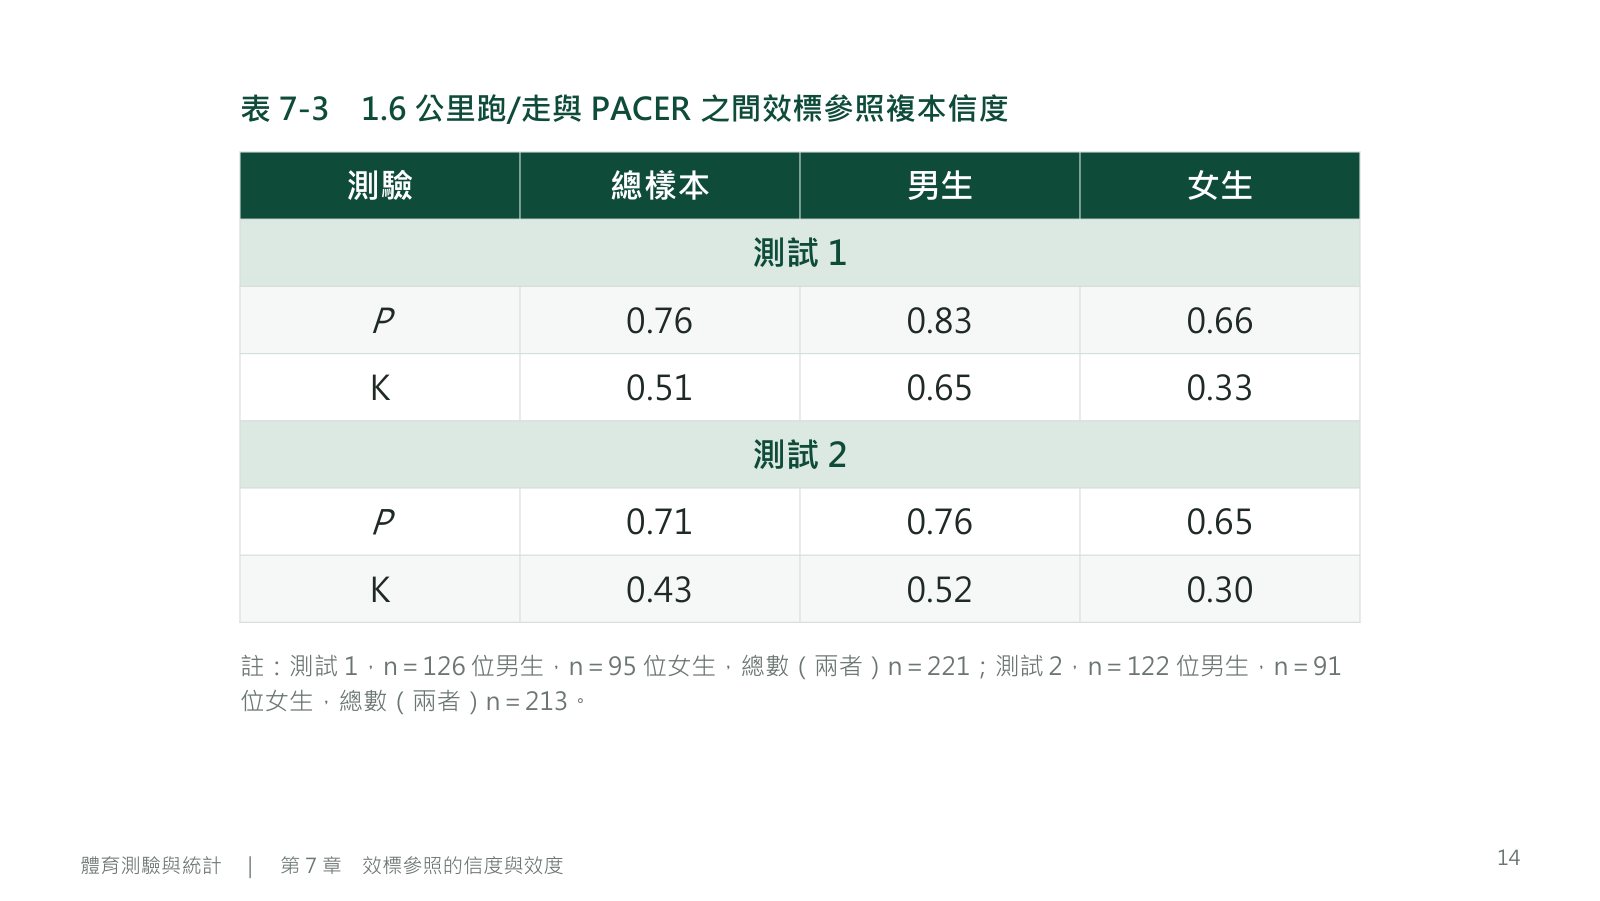 表 7-3　1.6 公里跑/走與 PACER 之間效標參照複本信度
測驗 總樣本 男生 女生
測試 1
P 0.76 0.83 0.66
K 0.51 0.65 0.33
測試 2
P 0.71 0.76 0.65
K 0.43 0.52 0.30
註：測試 1，n＝126 位男生，n＝95 位女生，總數（兩者）n＝221；測試 2，n＝122 位男生，n＝91
位女生，總數（兩者）n＝213。
體育測驗與統計　|　第 7 章　效標參照的信度與效度
14